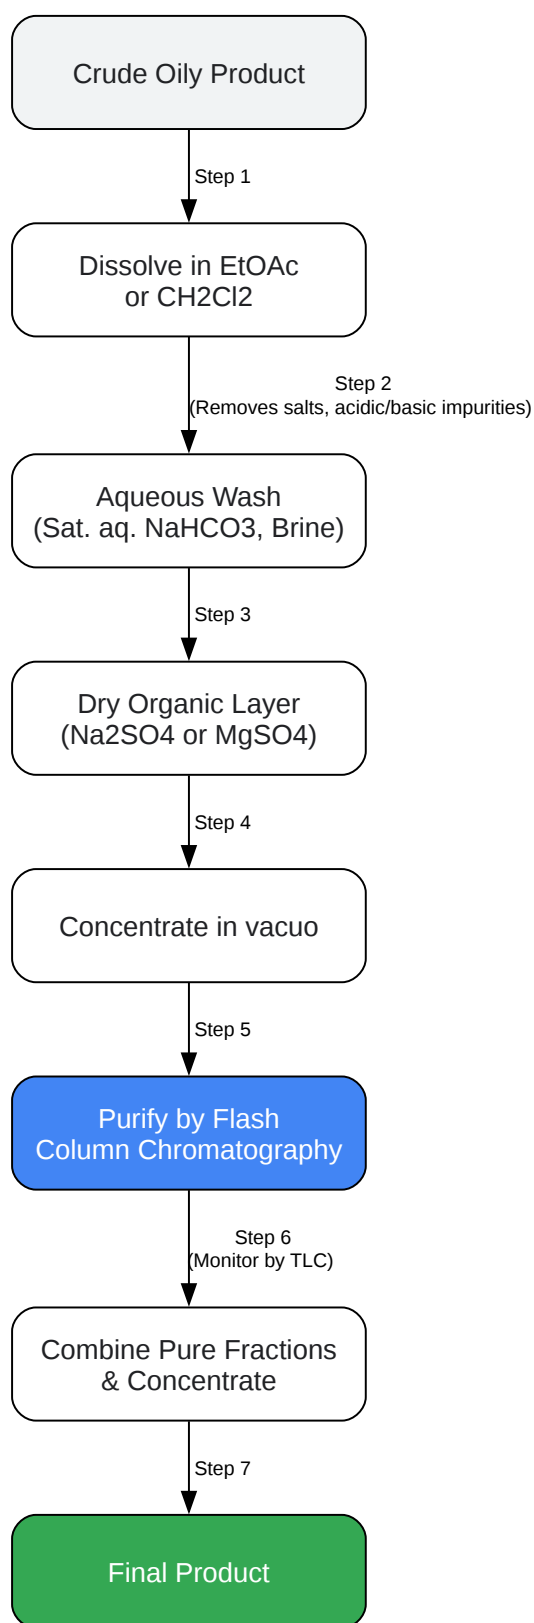 Crude Oily Product
Step 1
Dissolve in EtOAc
or CH2Cl2
Step 2
(Removes salts, acidic/basic impurities)
Aqueous Wash
(Sat. aq. NaHCO3, Brine)
Step 3
Dry Organic Layer
(Na2SO4 or MgSO4)
Step 4
Concentrate in vacuo
Step 5
Purify by Flash
Column Chromatography
Step 6
(Monitor by TLC)
Combine Pure Fractions
& Concentrate
Step 7
Final Product